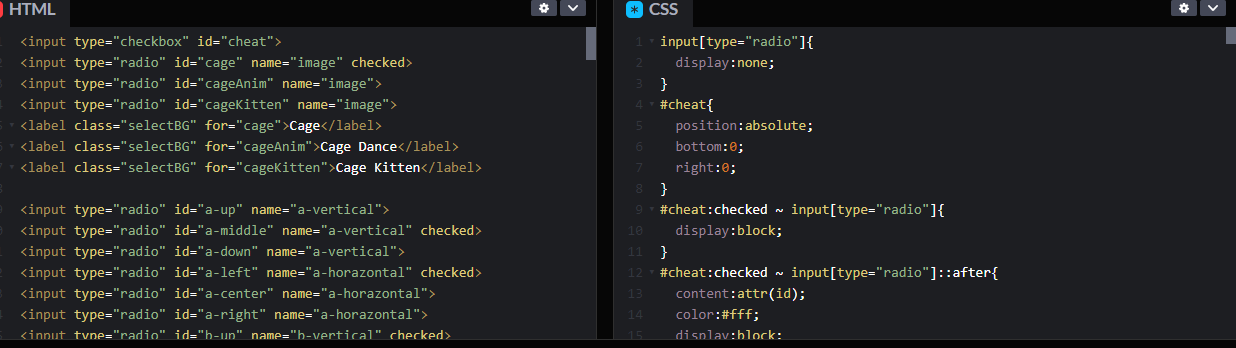 HTML
<input type="checkbox" id="cheat">
<input type="radio" id="cage" name="image" checked>
<input type="radio" id="cageAnim" name="image">
<input type="radio" id="cageKitten" name="image">
<label class="selectBG" for="cage">Cage</label>
<label class="selectBG" for="cageAnim">Cage Dance</label>
<label class="selectBG" for="cageKitten">Cage Kitten</label>
<input type="radio" id="a-up" name="a-vertical">
<input type="radio" id="a-middle" name="a-vertical" checked>
<input type="radio" id="a-down" name="a-vertical">
<input type="radio" id="a-left" name="a-horazontal" checked>
<input type="radio" id="a-center" name="a-horazontal">
<input type="radio" id="a-right" name="a-horazontal">
<input type="radio" id="b-up" name="b-vertical" checked>
CSS
1 input[type="radio"]{
2 display:none;
3 }
4 #cheat{
5 position:absolute;
6 bottom:0;
7 right:0;
8 }
9 #cheat:checked ~ input[type="radio"]{
10 display:block;
11 }
12 #cheat:checked ~ input[type="radio"]::after{
13 content:attr(id);
14 color:#fff;
15 display:block;